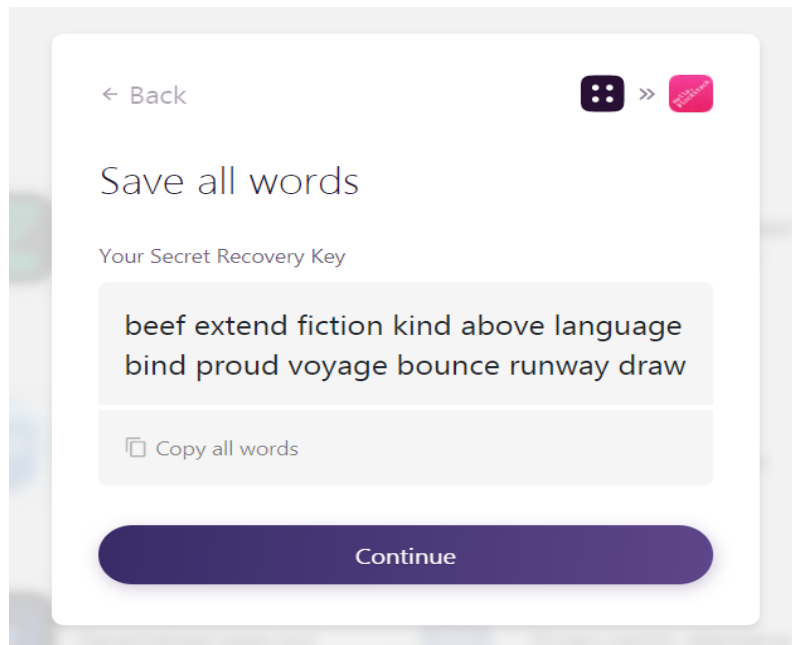 ← Back
»
Save all words
Your Secret Recovery Key
beef extend fiction kind above language
bind proud voyage bounce runway draw
Copy all words
Continue